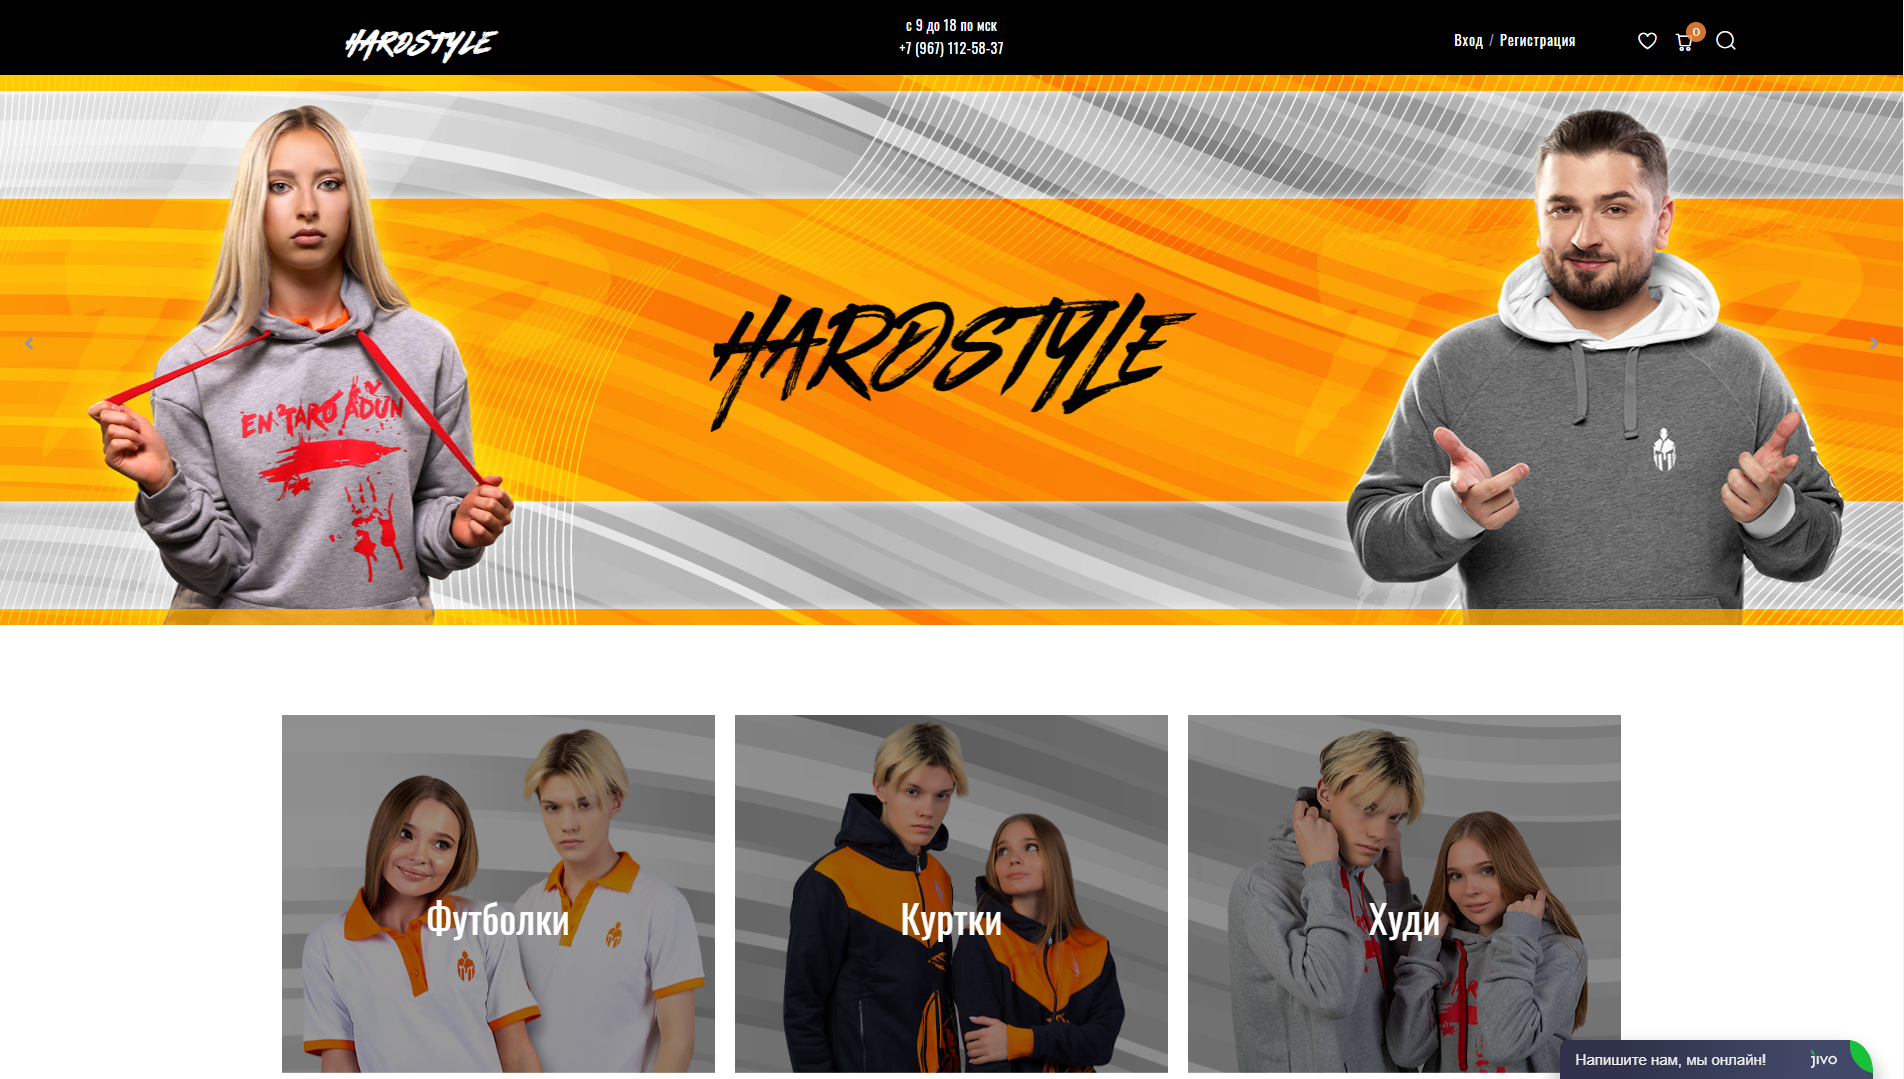 HARDSTYLE
с 9 до 18 по мск
+7 (967) 112-58-37
Вход / Регистрация
0
HARDSTYLE
EN TARO ADUN
Футболки
Куртки
Худи
Напишите нам, мы онлайн!
jivo